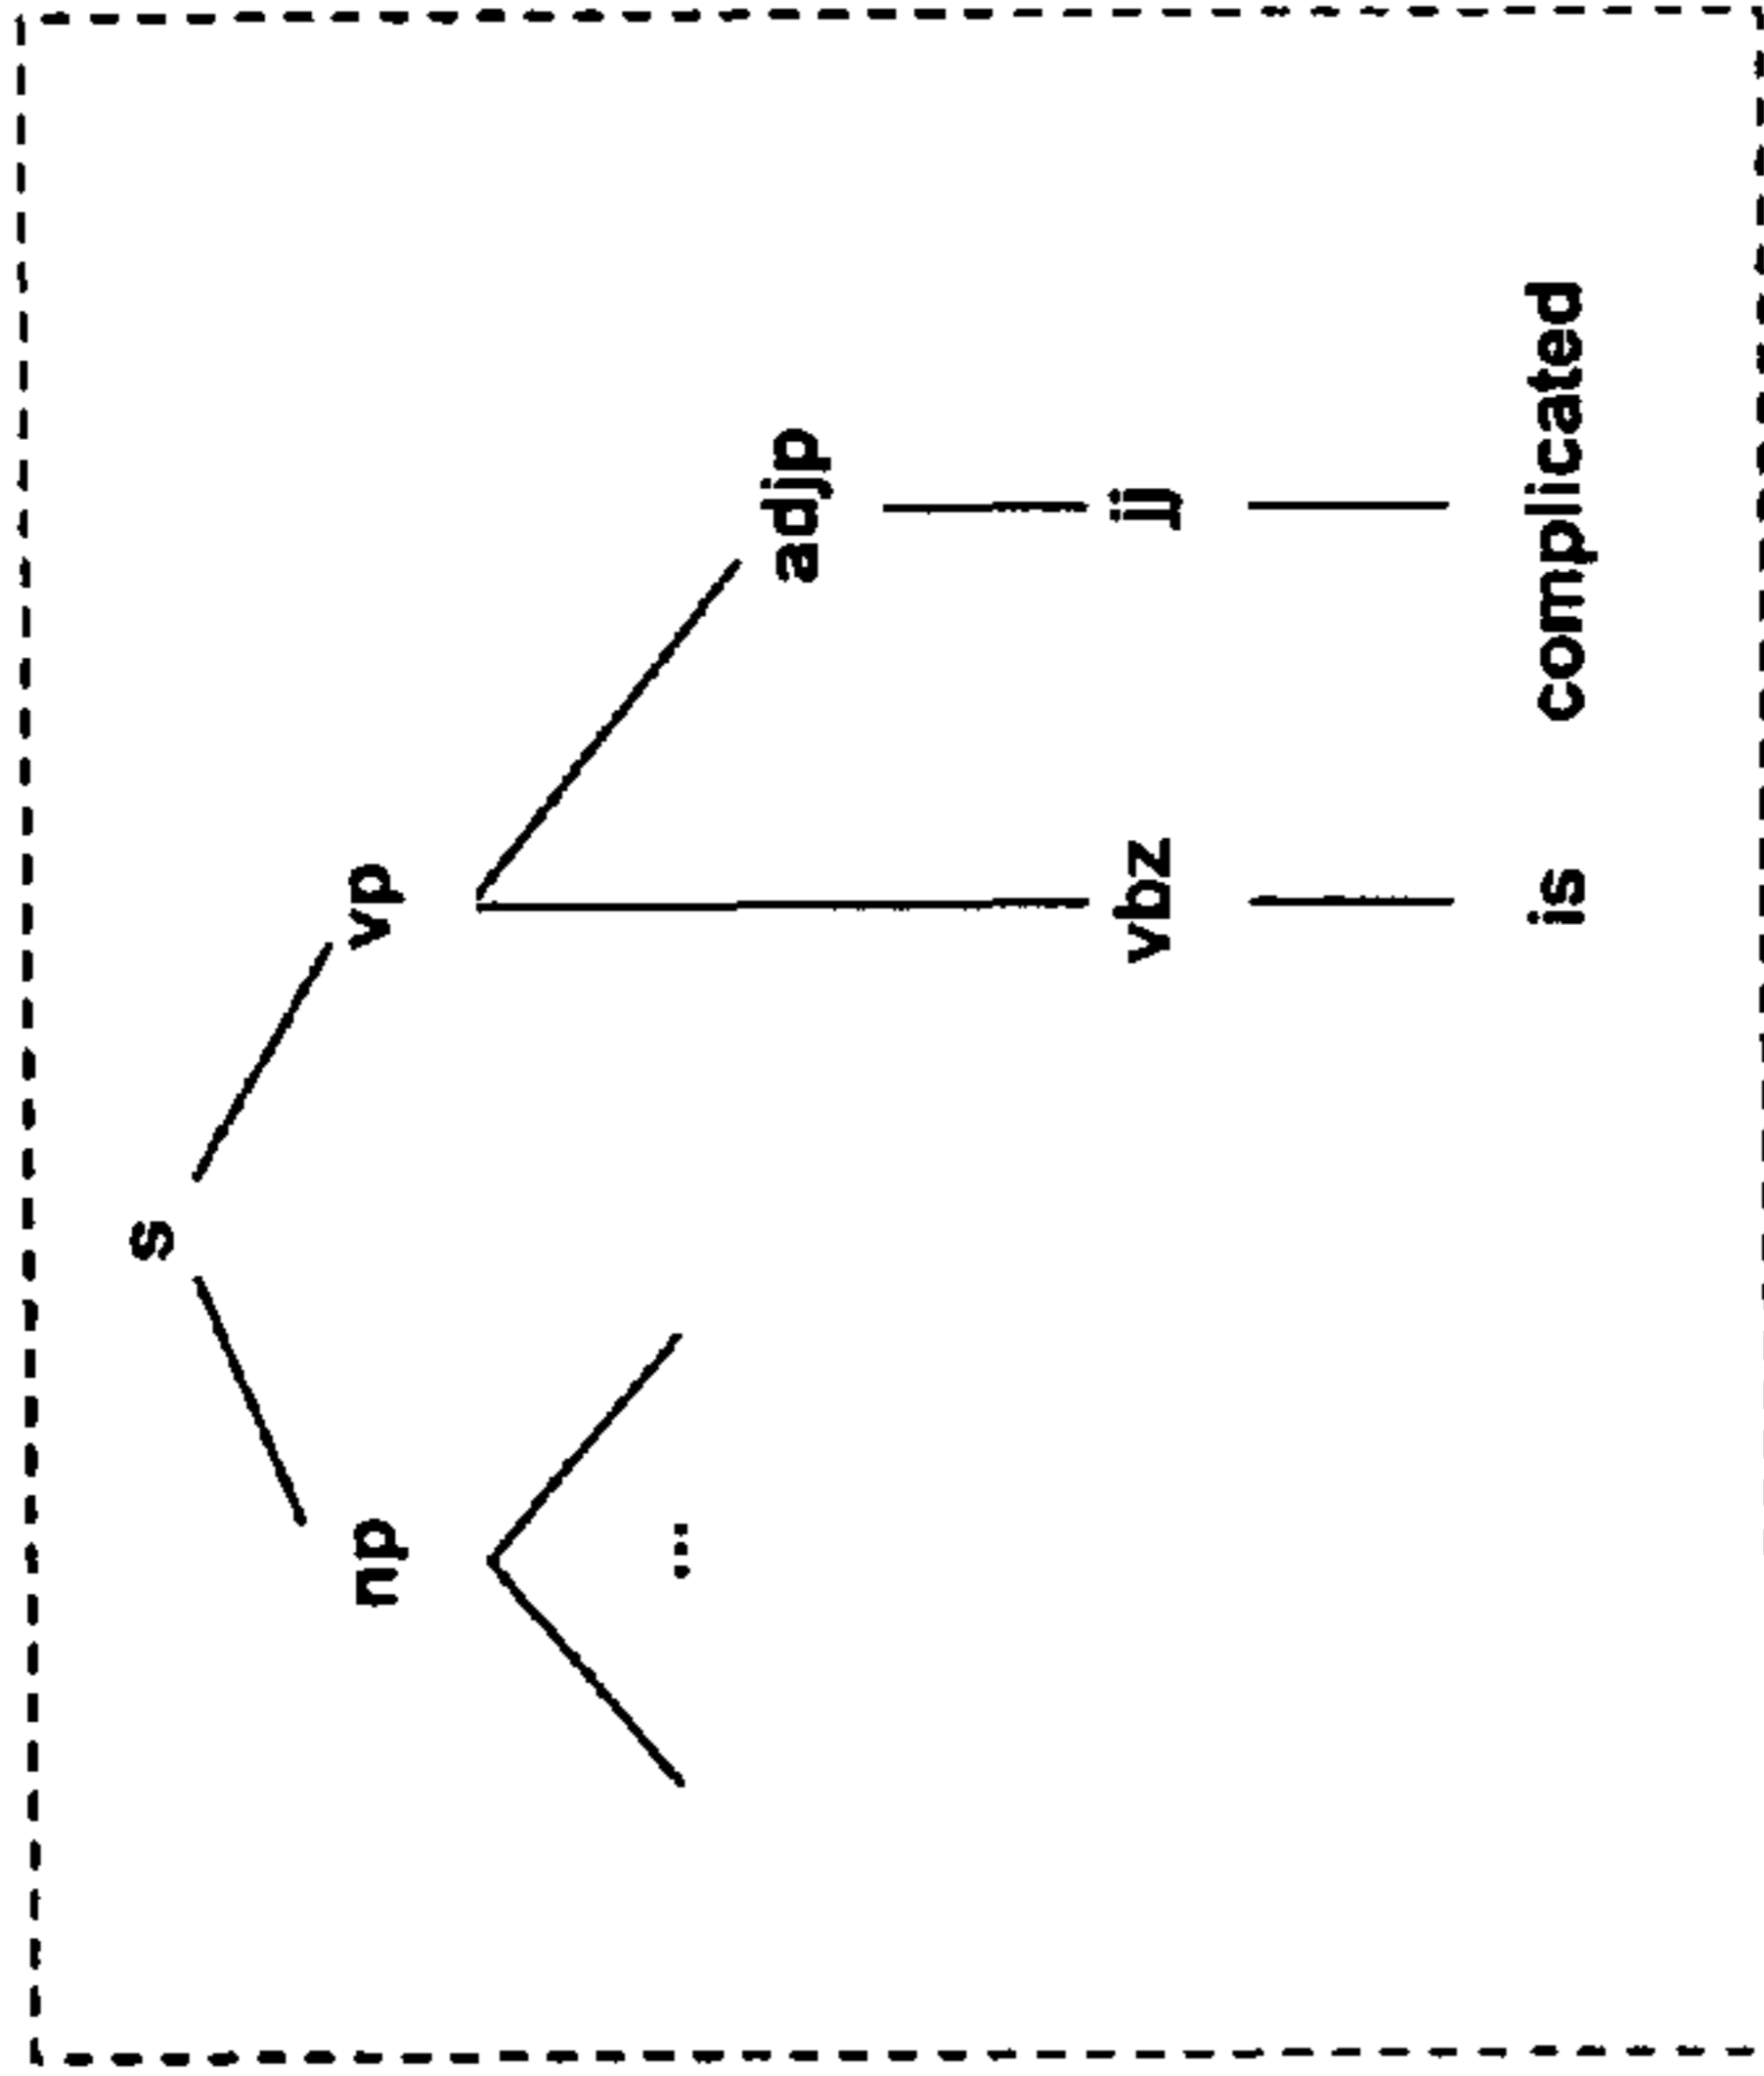 s
np vp
... adjp
vbz jj
is complicated